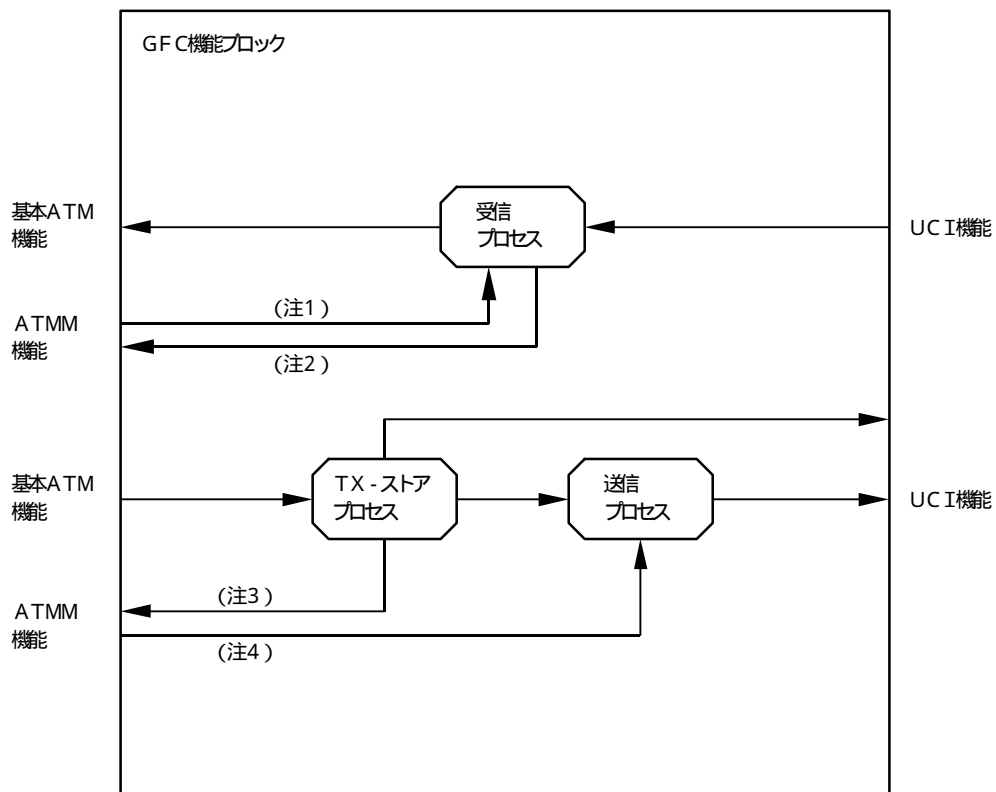 GFC機能ブロック
基本ATM
機能
受信
プロセス
UCI機能
ATMM
機能
(注1)
(注2)
基本ATM
機能
TX-ストア
プロセス
送信
プロセス
UCI機能
ATMM
機能
(注3)
(注4)